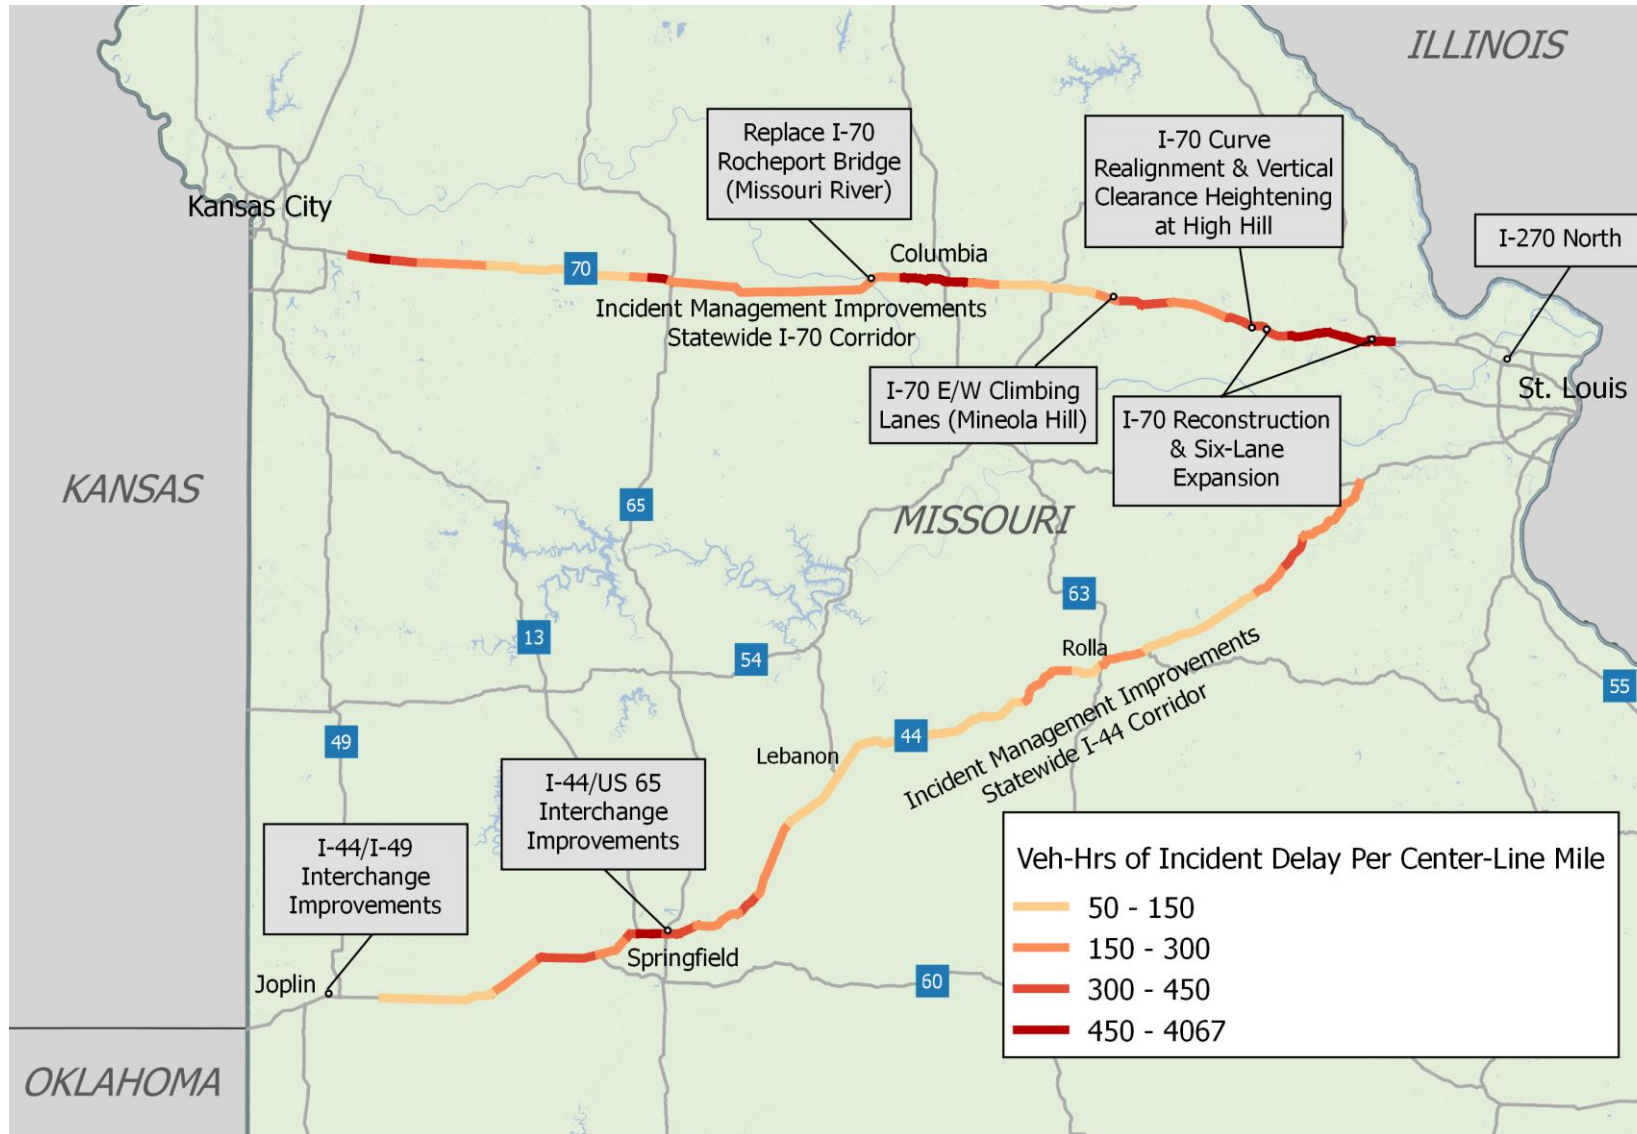 ILLINOIS
Replace I-70
Rocheport Bridge
(Missouri River)
I-70 Curve
Realignment & Vertical
Clearance Heightening
at High Hill
I-270 North
Kansas City
Columbia
70
Incident Management Improvements
Statewide I-70 Corridor
I-70 E/W Climbing
Lanes (Mineola Hill)
I-70 Reconstruction
& Six-Lane
Expansion
St. Louis
KANSAS
65
MISSOURI
63
13
54
Rolla
55
49
44
Lebanon
Incident Management Improvements
Statewide I-44 Corridor
I-44/US 65
Interchange
Improvements
I-44/I-49
Interchange
Improvements
Springfield
Joplin
60
Veh-Hrs of Incident Delay Per Center-Line Mile
50 - 150
150 - 300
300 - 450
450 - 4067
OKLAHOMA